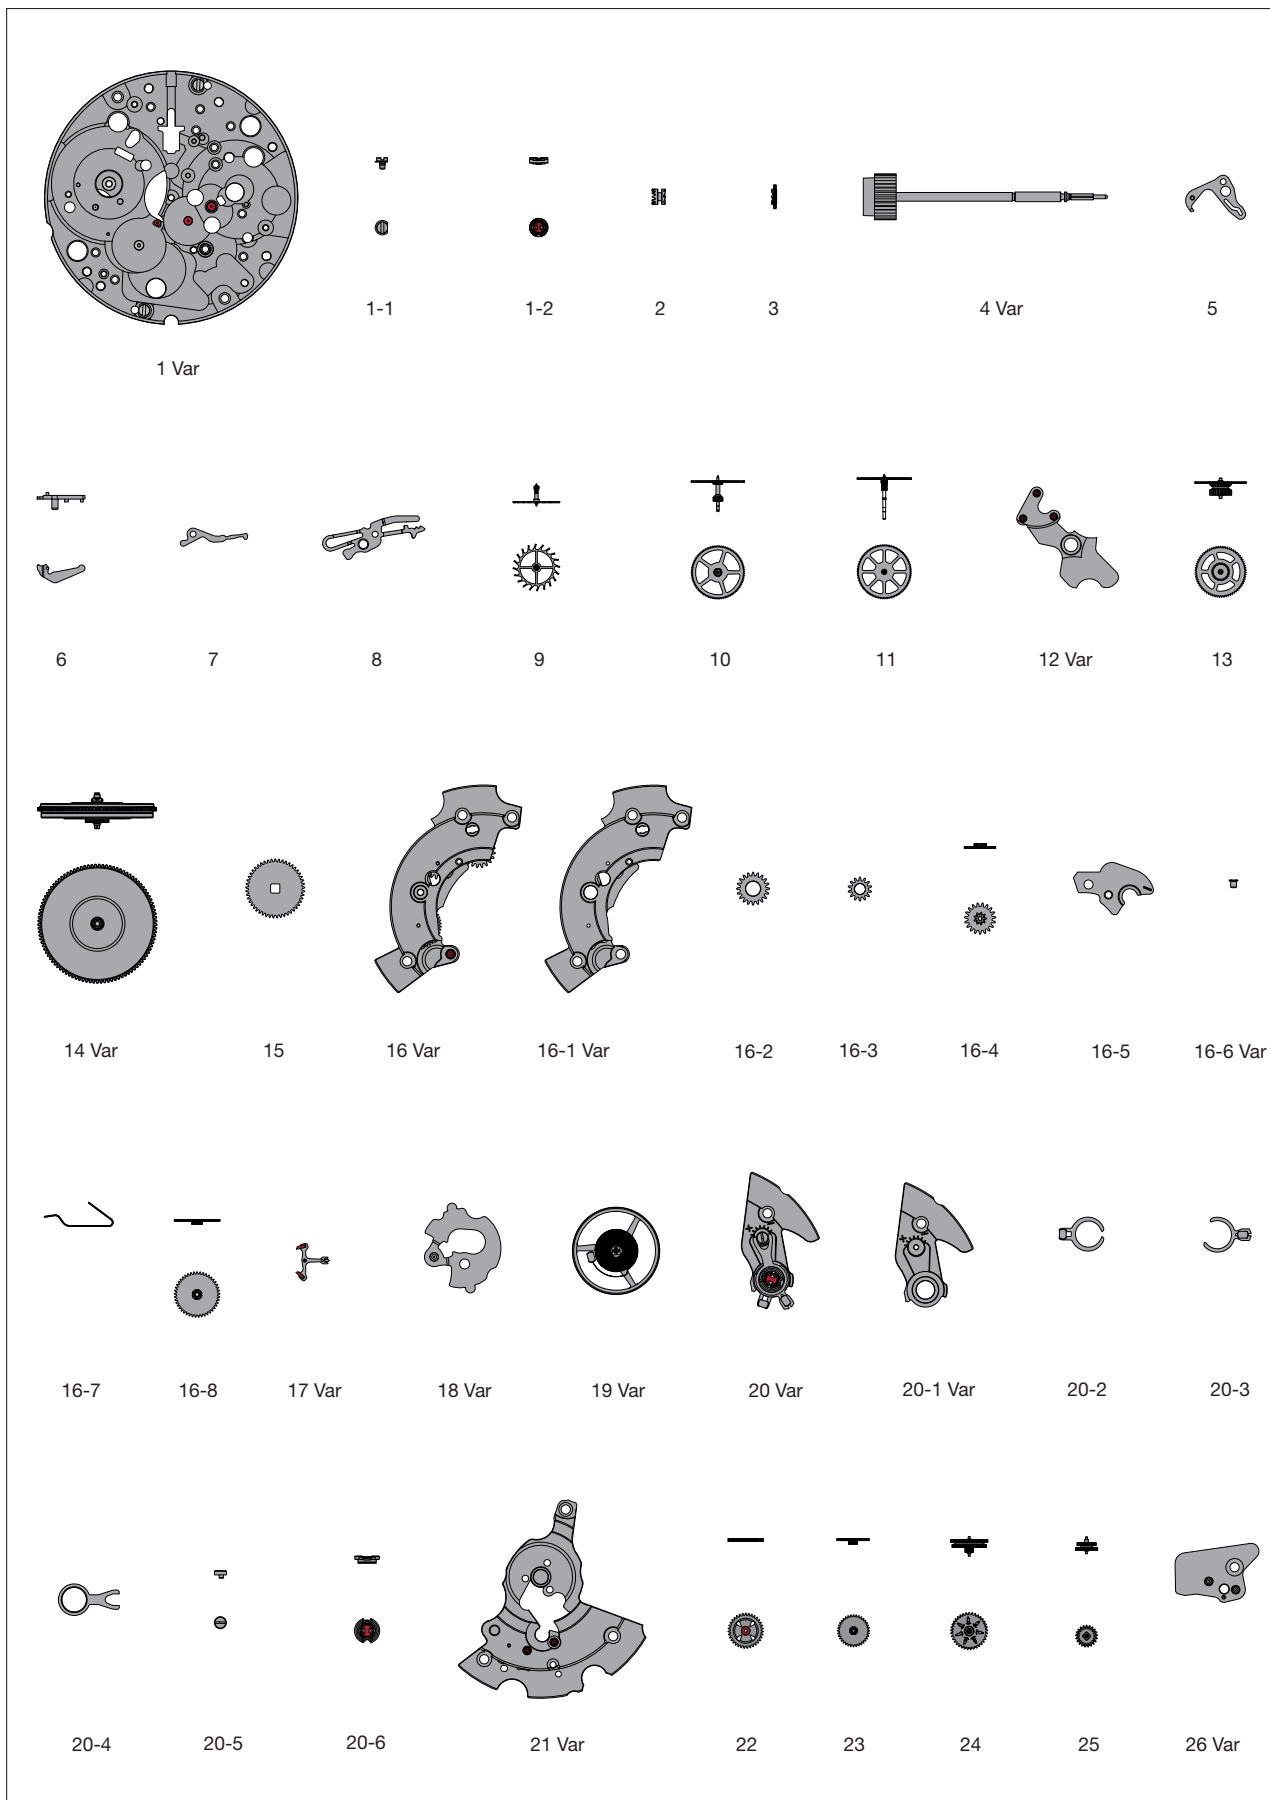 1-1 1-2 2 3 4 Var 5
1 Var
6 7 8 9 10 11 12 Var 13
14 Var 15 16 Var 16-1 Var 16-2 16-3 16-4 16-5 16-6 Var
16-7 16-8 17 Var 18 Var 19 Var 20 Var 20-1 Var 20-2 20-3
20-4 20-5 20-6 21 Var 22 23 24 25 26 Var